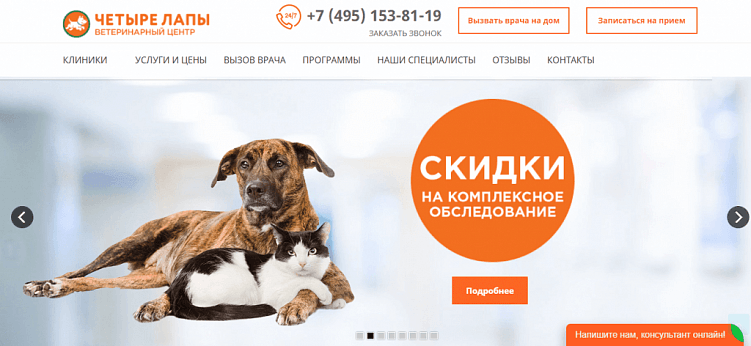 ЧЕТЫРЕ ЛАПЫ
ВЕТЕРИНАРНЫЙ ЦЕНТР
24/7
+7 (495) 153-81-19
ЗАКАЗАТЬ ЗВОНОК
Вызвать врача на дом
Записаться на прием
КЛИНИКИ УСЛУГИ И ЦЕНЫ ВЫЗОВ ВРАЧА ПРОГРАММЫ НАШИ СПЕЦИАЛИСТЫ ОТЗЫВЫ КОНТАКТЫ
СКИДКИ
НА КОМПЛЕКСНОЕ
ОБСЛЕДОВАНИЕ
Подробнее
Напишите нам, консультант онлайн!